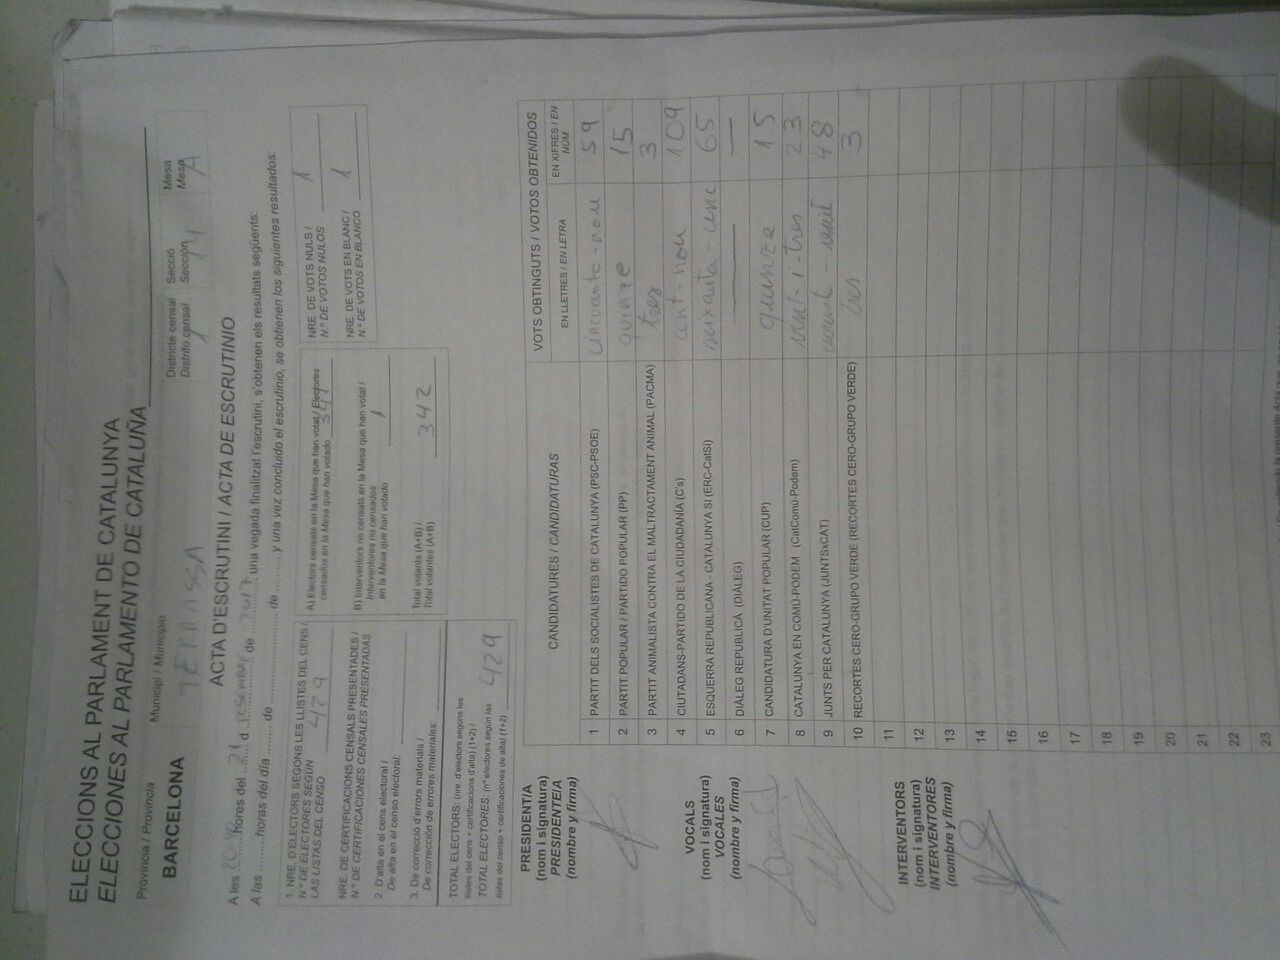 ELECCIONS AL PARLAMENT DE CATALUNYA
ELECCIONES AL PARLAMENTO DE CATALUÑA
Província / Provincia
BARCELONA
Municipi / Municipio
TERRASSA
Districte censal
Distrito censal
1
Secció
Sección
14
Mesa
Mesa
A
ACTA D'ESCRUTINI / ACTA DE ESCRUTINIO
A les hores del 21 d desembre de 2017, una vegada finalitzat l'escrutini, s'obtenen els resultats següents:
A las horas del día de de y una vez concluido el escrutinio, se obtienen los siguientes resultados:
1. NRE. D'ELECTORS SEGONS LES LLISTES DEL CENS /
N.º DE ELECTORES SEGÚN
LAS LISTAS DEL CENSO 429
NRE. DE CERTIFICACIONS CENSALS PRESENTADES /
N.º DE CERTIFICACIONES CENSALES PRESENTADAS
2. D'alta en el cens electoral /
De alta en el censo electoral:
3. De correcció d'errors materials /
De corrección de errores materiales:
TOTAL ELECTORS: (nre. d'electors segons les
llistes del cens + certificacions d'alta) (1+2) /
TOTAL ELECTORES: (nº electores según las
listas del censo + certificaciones de alta) (1+2) 429
A) Electors censats en la Mesa que han votat / Electores
censados en la Mesa que han votado 341
B) Interventors no censats en la Mesa que han votat /
Interventores no censados
en la Mesa que han votado 1
Total votants (A+B) /
Total votantes (A+B) 342
NRE. DE VOTS NULS /
N.º DE VOTOS NULOS 1
NRE. DE VOTS EN BLANC /
N.º DE VOTOS EN BLANCO 1
PRESIDENT/A
(nom i signatura)
PRESIDENTE/A
(nombre y firma)
VOCALS
(nom i signatura)
VOCALES
(nombre y firma)
INTERVENTORS
(nom i signatura)
INTERVENTORES
(nombre y firma)
CANDIDATURES / CANDIDATURAS
VOTS OBTINGUTS / VOTOS OBTENIDOS
EN LLETRES / EN LETRA
EN XIFRES / EN NÚM.
1 PARTIT DELS SOCIALISTES DE CATALUNYA (PSC-PSOE) cincuanta-nou 59
2 PARTIT POPULAR / PARTIDO POPULAR (PP) quinze 15
3 PARTIT ANIMALISTA CONTRA EL MALTRACTAMENT ANIMAL (PACMA) tres 3
4 CIUTADANS-PARTIDO DE LA CIUDADANÍA (C's) cent-nou 109
5 ESQUERRA REPUBLICANA - CATALUNYA SÍ (ERC-CatSí) seixanta cinc 65
6 DIÀLEG REPUBLICÀ (DIÀLEG) — —
7 CANDIDATURA D'UNITAT POPULAR (CUP) quinze 15
8 CATALUNYA EN COMÚ-PODEM (CatComú-Podem) vint-i-tres 23
9 JUNTS PER CATALUNYA (JUNTSxCAT) 48
10 RECORTES CERO-GRUPO VERDE (RECORTES CERO-GRUPO VERDE) tres 3
11
12
13
14
15
16
17
18
19
20
21
22
23